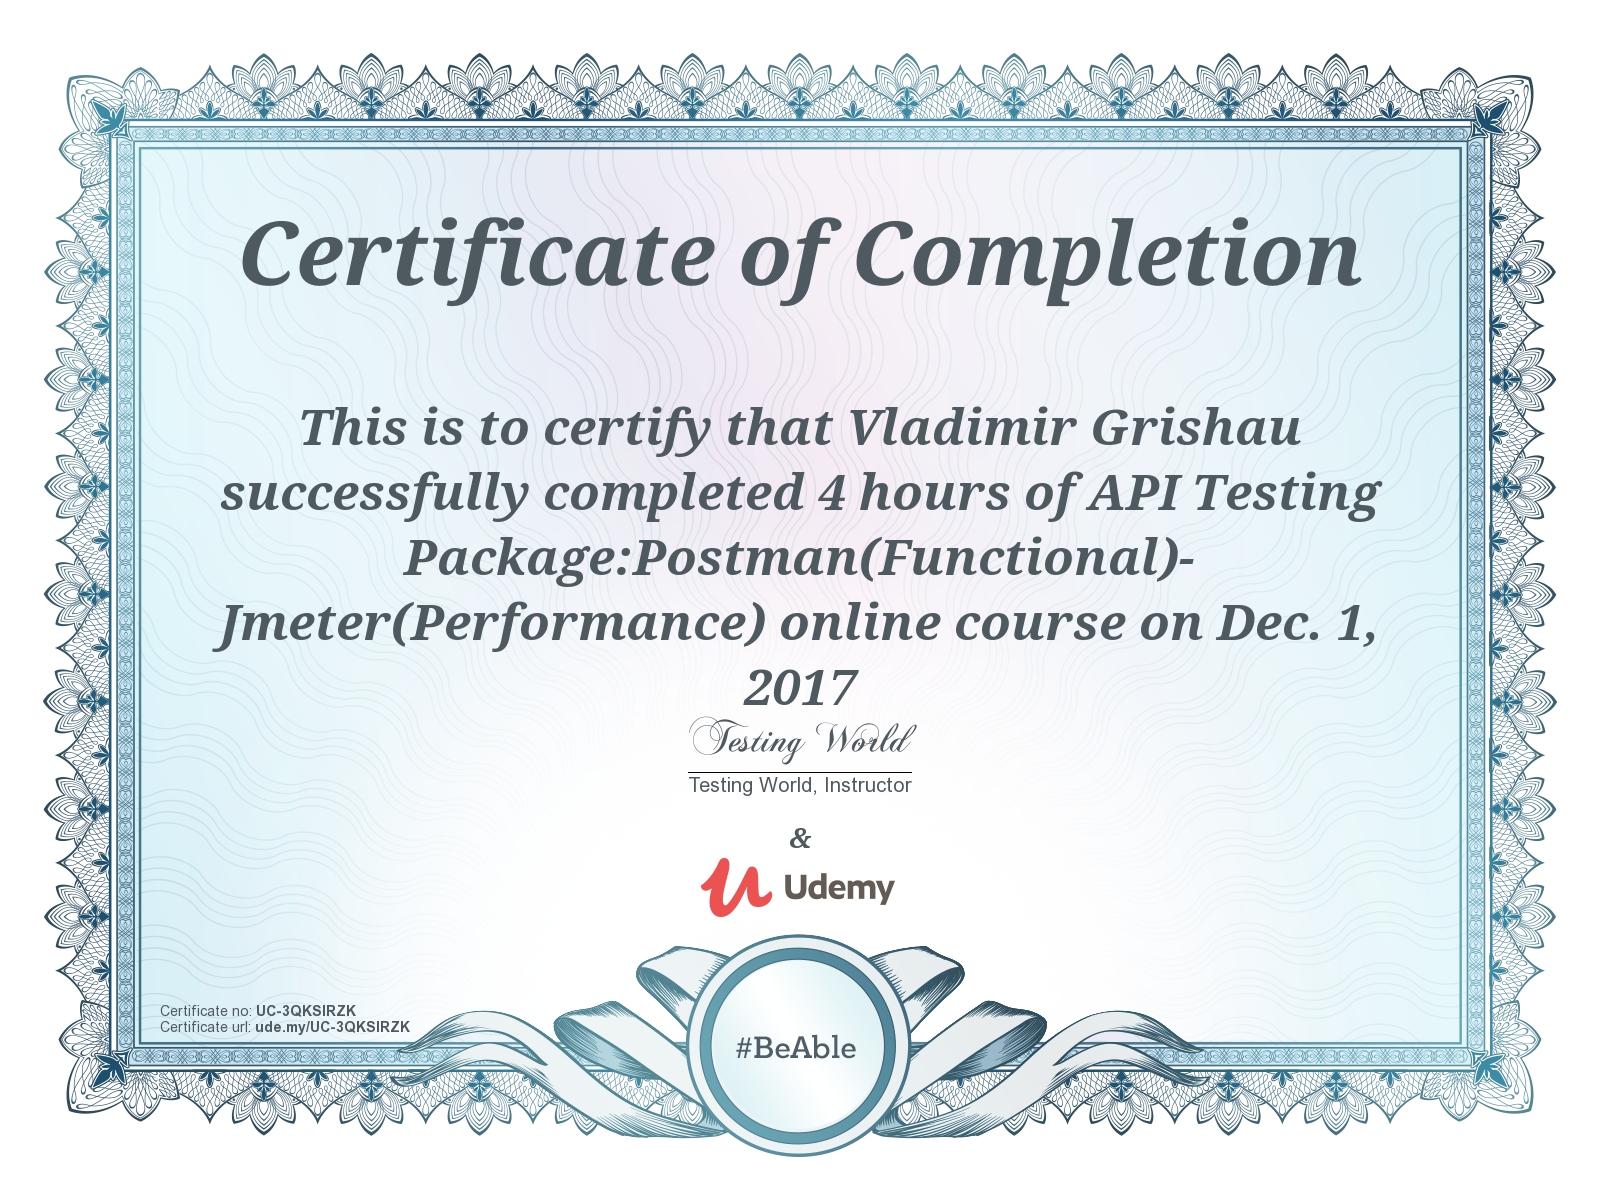 Certificate of Completion
This is to certify that Vladimir Grishau
successfully completed 4 hours of API Testing
Package:Postman(Functional)-
Jmeter(Performance) online course on Dec. 1,
2017
Testing World
Testing World, Instructor
&
Udemy
Certificate no: UC-3QKSIRZK
Certificate url: ude.my/UC-3QKSIRZK
#BeAble